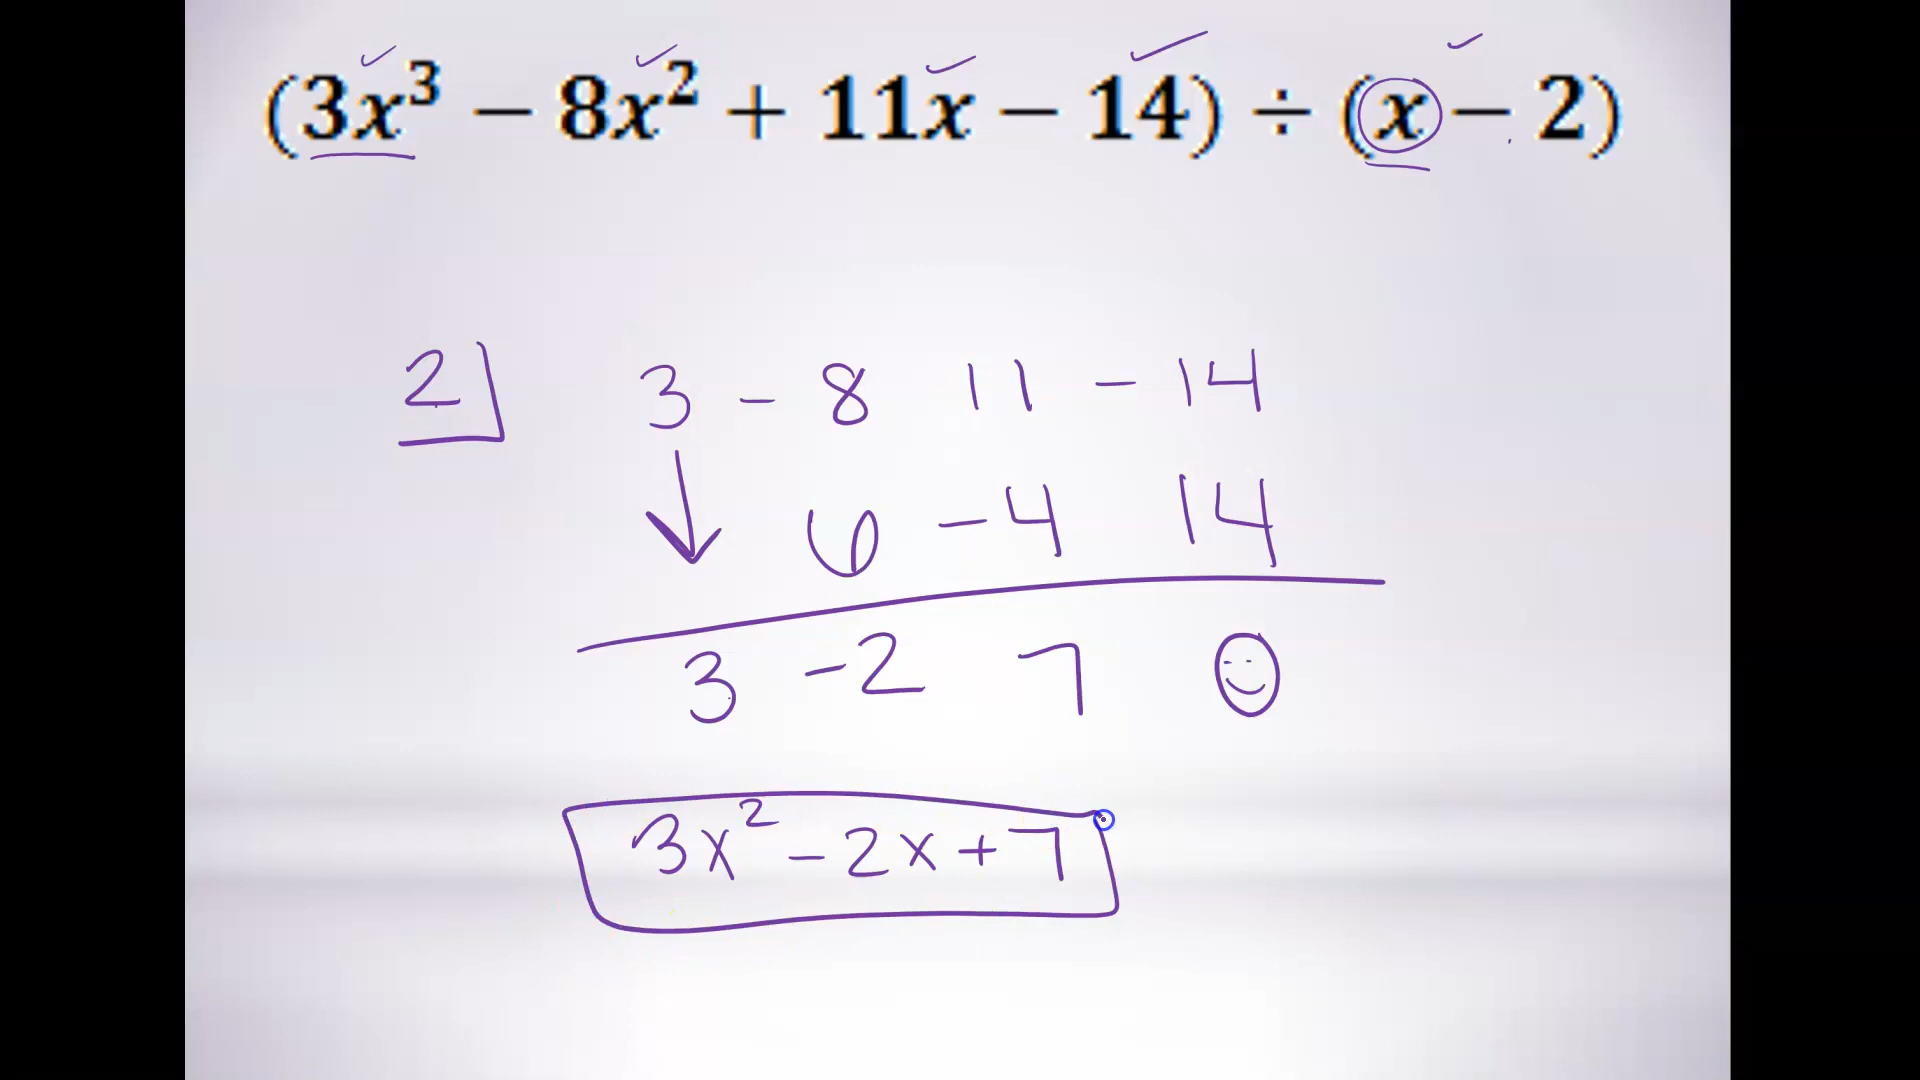 (3x³ − 8x² + 11x − 14) ÷ (x − 2)
2 3 - 8 11 - 14
6 - 4 14
3 - 2 7 0
3x² - 2x + 7